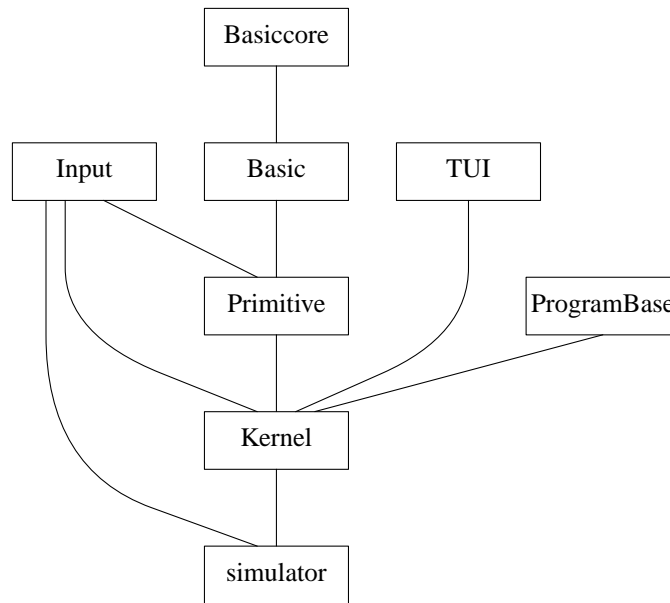 Basiccore
Input
Basic
TUI
Primitive
ProgramBase
Kernel
simulator